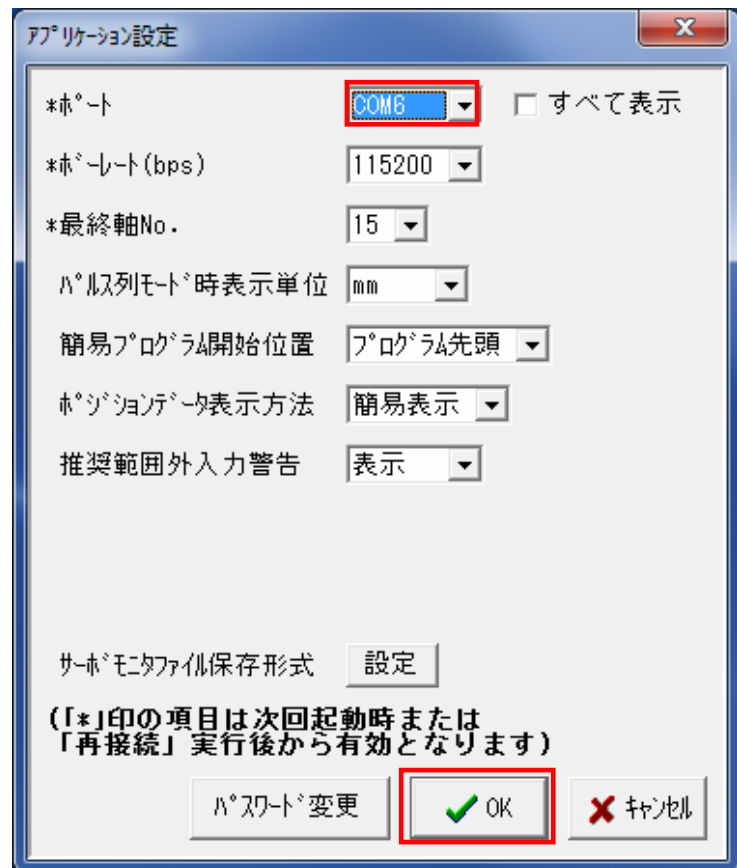 ｱﾌﾟﾘｹｰｼｮﾝ設定
*ﾎﾟｰﾄ COM6 すべて表示
*ﾎﾞｰﾚｰﾄ(bps) 115200
*最終軸No. 15
ﾊﾟﾙｽ列ﾓｰﾄﾞ時表示単位 mm
簡易ﾌﾟﾛｸﾞﾗﾑ開始位置 ﾌﾟﾛｸﾞﾗﾑ先頭
ﾎﾟｼﾞｼｮﾝﾃﾞｰﾀ表示方法 簡易表示
推奨範囲外入力警告 表示
ｻｰﾎﾞﾓﾆﾀﾌｧｲﾙ保存形式 設定
(｢*｣印の項目は次回起動時または
｢再接続｣実行後から有効となります)
ﾊﾟｽﾜｰﾄﾞ変更 OK ｷｬﾝｾﾙ